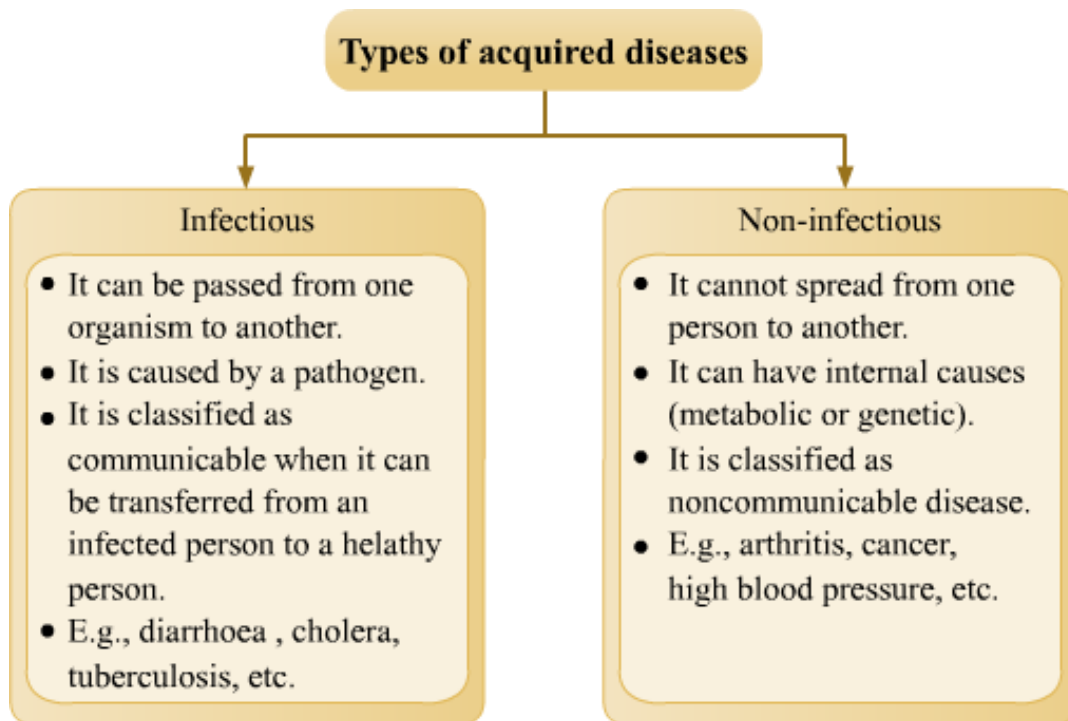 Types of acquired diseases
Infectious
• It can be passed from one
organism to another.
• It is caused by a pathogen.
• It is classified as
communicable when it can
be transferred from an
infected person to a helathy
person.
• E.g., diarrhoea , cholera,
tuberculosis, etc.
Non-infectious
• It cannot spread from one
person to another.
• It can have internal causes
(metabolic or genetic).
• It is classified as
noncommunicable disease.
• E.g., arthritis, cancer,
high blood pressure, etc.